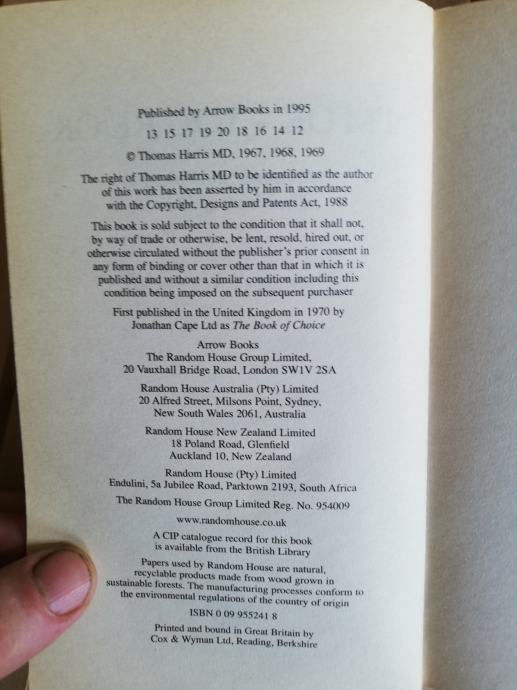 Published by Arrow Books in 1995
13 15 17 19 20 18 16 14 12
© Thomas Harris MD, 1967, 1968, 1969
The right of Thomas Harris MD to be identified as the author
of this work has been asserted by him in accordance
with the Copyright, Designs and Patents Act, 1988
This book is sold subject to the condition that it shall not,
by way of trade or otherwise, be lent, resold, hired out, or
otherwise circulated without the publisher's prior consent in
any form of binding or cover other than that in which it is
published and without a similar condition including this
condition being imposed on the subsequent purchaser
First published in the United Kingdom in 1970 by
Jonathan Cape Ltd as The Book of Choice
Arrow Books
The Random House Group Limited,
20 Vauxhall Bridge Road, London SW1V 2SA
Random House Australia (Pty) Limited
20 Alfred Street, Milsons Point, Sydney,
New South Wales 2061, Australia
Random House New Zealand Limited
18 Poland Road, Glenfield
Auckland 10, New Zealand
Random House (Pty) Limited
Endulini, 5a Jubilee Road, Parktown 2193, South Africa
The Random House Group Limited Reg. No. 954009
www.randomhouse.co.uk
A CIP catalogue record for this book
is available from the British Library
Papers used by Random House are natural,
recyclable products made from wood grown in
sustainable forests. The manufacturing processes conform to
the environmental regulations of the country of origin
ISBN 0 09 955241 8
Printed and bound in Great Britain by
Cox & Wyman Ltd, Reading, Berkshire